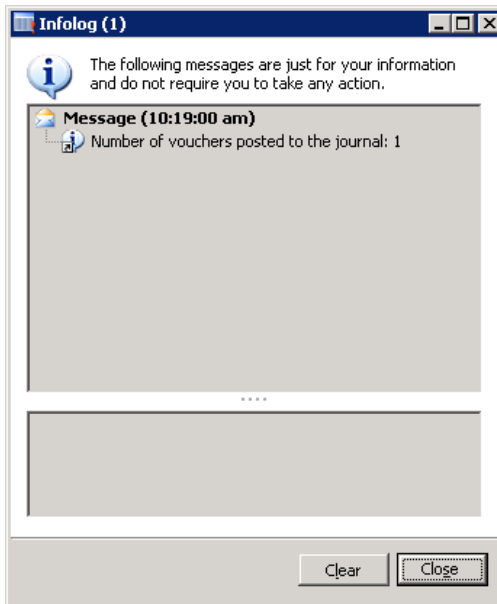 Infolog (1)
The following messages are just for your information
and do not require you to take any action.
Message (10:19:00 am)
Number of vouchers posted to the journal: 1
Clear
Close